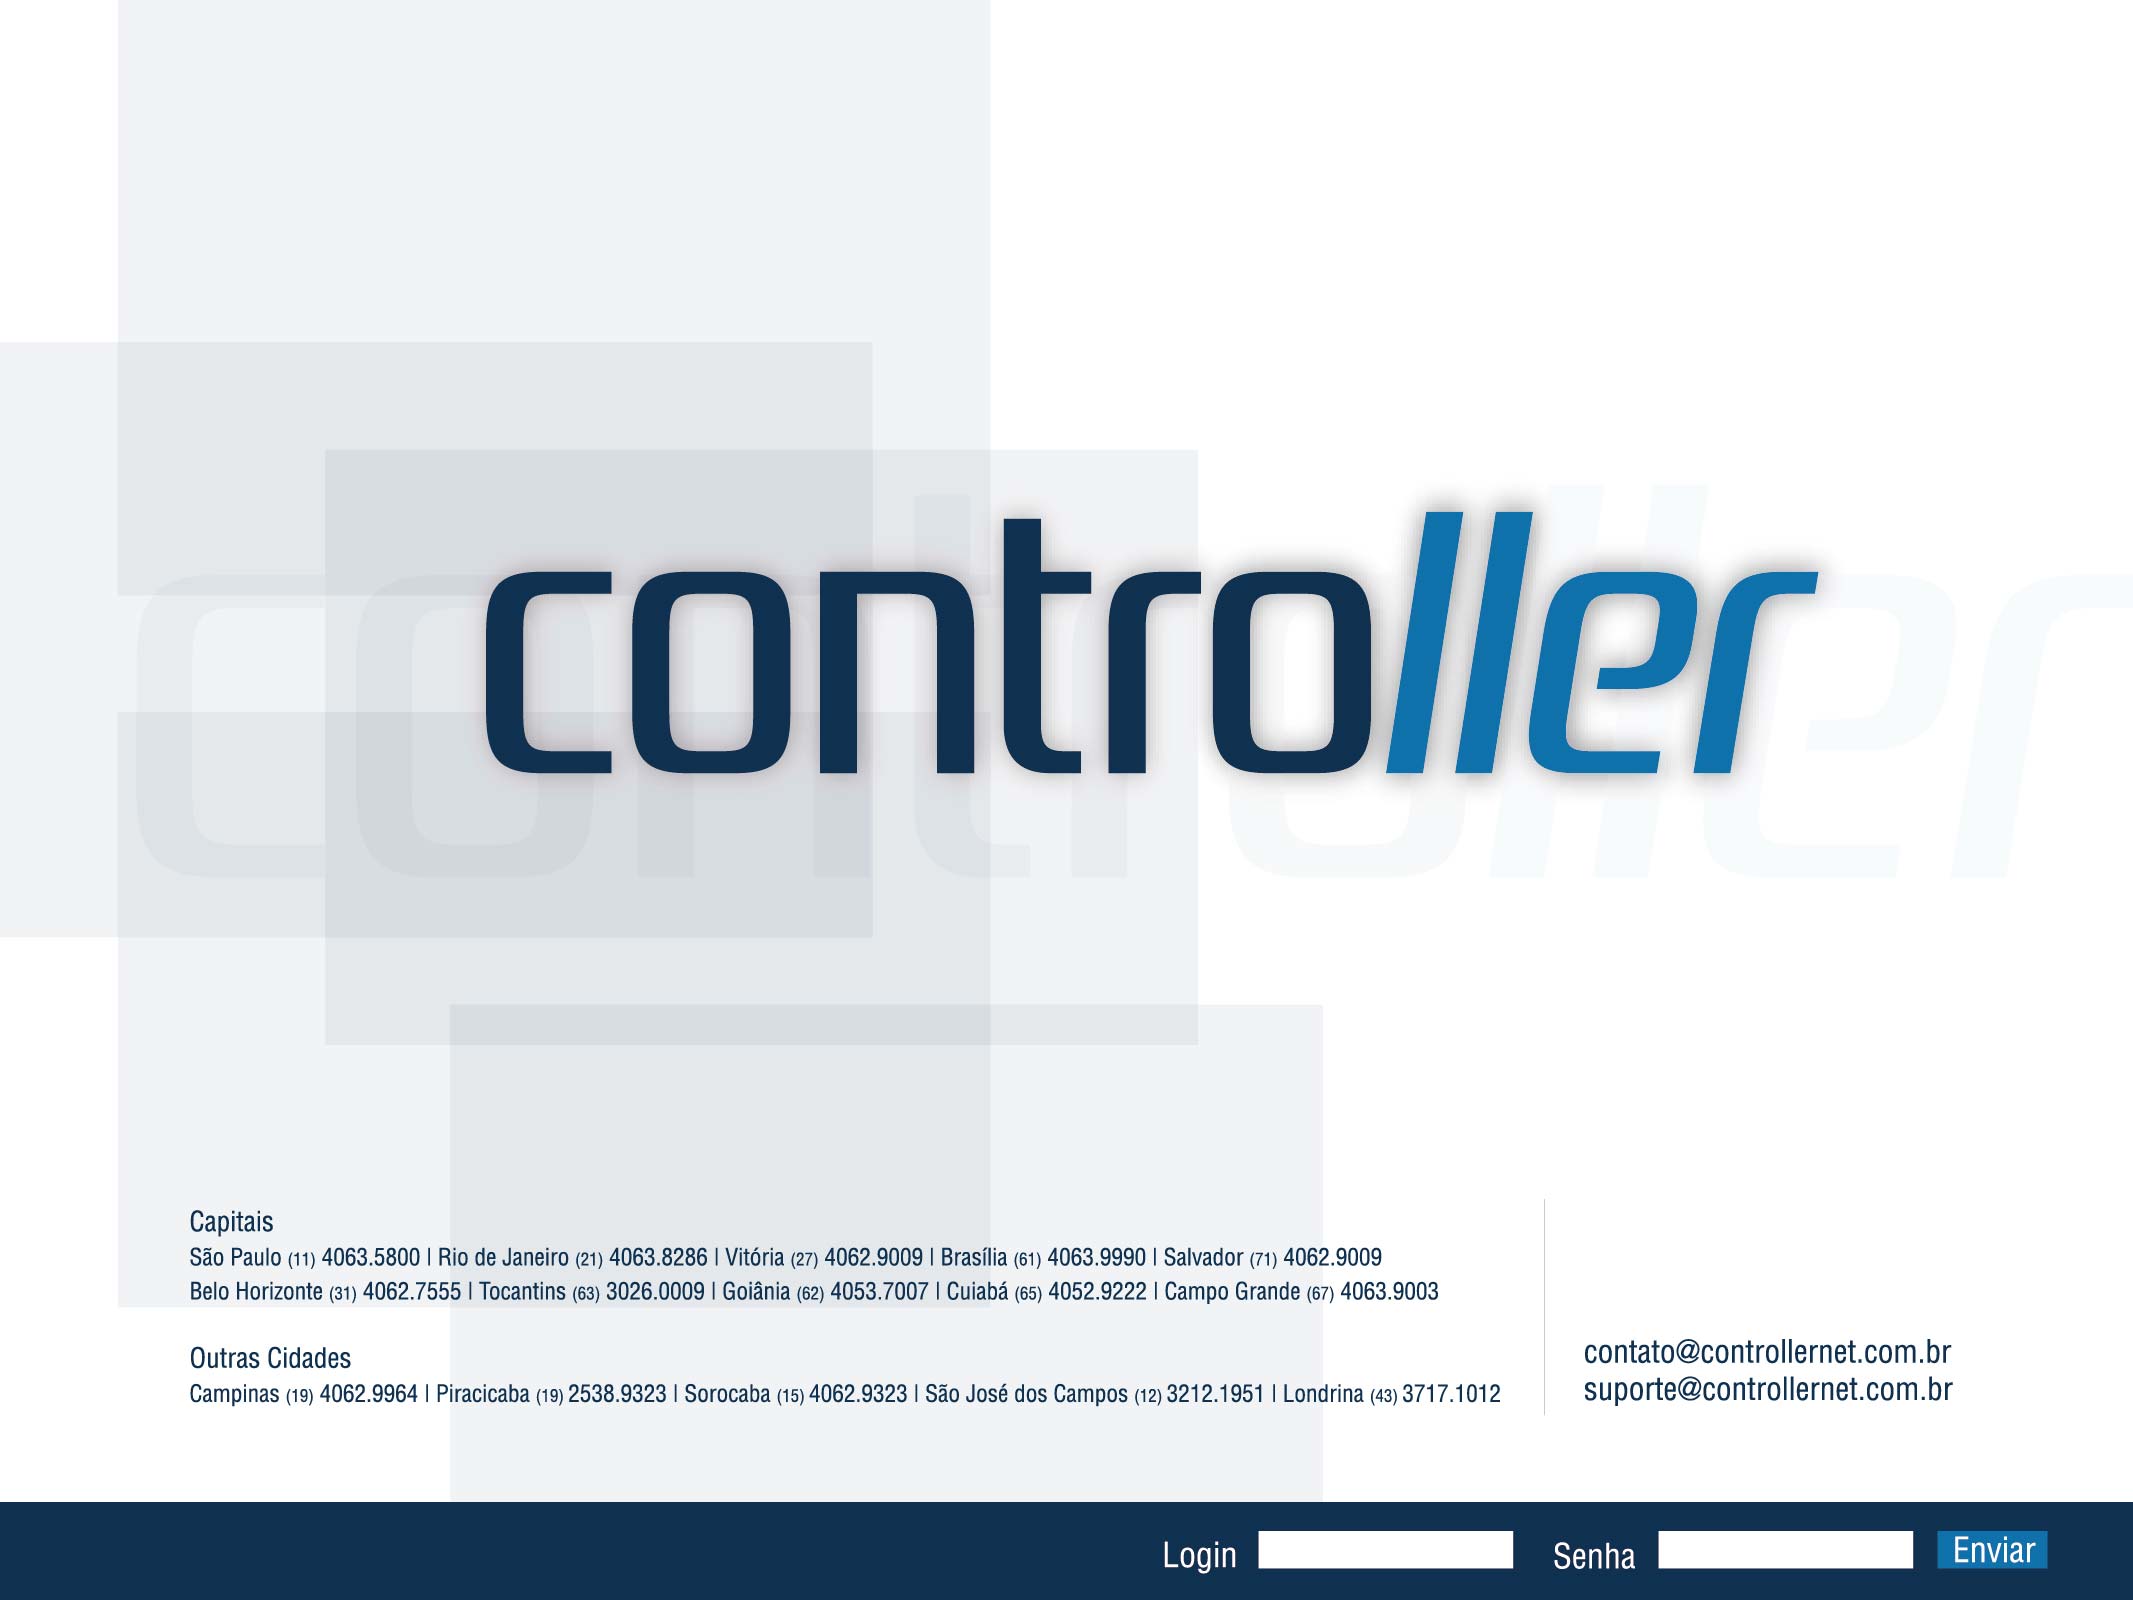 controller
Capitais
São Paulo (11) 4063.5800 | Rio de Janeiro (21) 4063.8286 | Vitória (27) 4062.9009 | Brasília (61) 4063.9990 | Salvador (71) 4062.9009
Belo Horizonte (31) 4062.7555 | Tocantins (63) 3026.0009 | Goiânia (62) 4053.7007 | Cuiabá (65) 4052.9222 | Campo Grande (67) 4063.9003
Outras Cidades
Campinas (19) 4062.9964 | Piracicaba (19) 2538.9323 | Sorocaba (15) 4062.9323 | São José dos Campos (12) 3212.1951 | Londrina (43) 3717.1012
contato@controllernet.com.br
suporte@controllernet.com.br
Login Senha Enviar